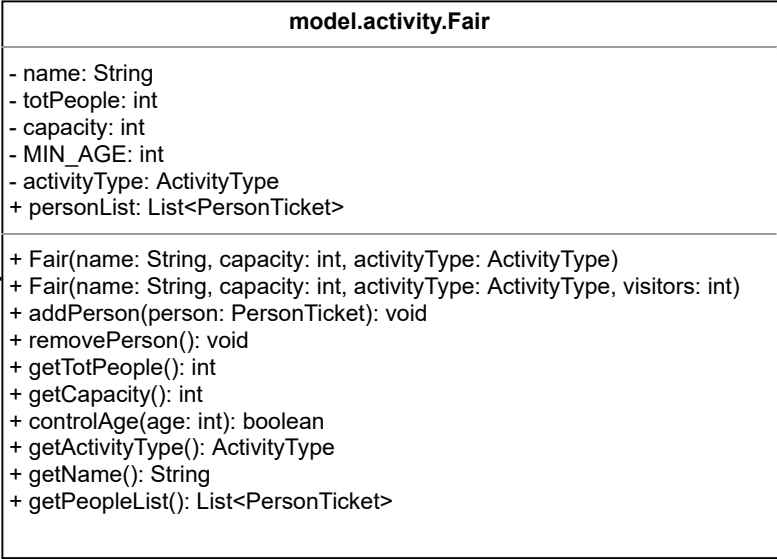 model.activity.Fair
- name: String
- totPeople: int
- capacity: int
- MIN_AGE: int
- activityType: ActivityType
+ personList: List<PersonTicket>
+ Fair(name: String, capacity: int, activityType: ActivityType)
+ Fair(name: String, capacity: int, activityType: ActivityType, visitors: int)
+ addPerson(person: PersonTicket): void
+ removePerson(): void
+ getTotPeople(): int
+ getCapacity(): int
+ controlAge(age: int): boolean
+ getActivityType(): ActivityType
+ getName(): String
+ getPeopleList(): List<PersonTicket>